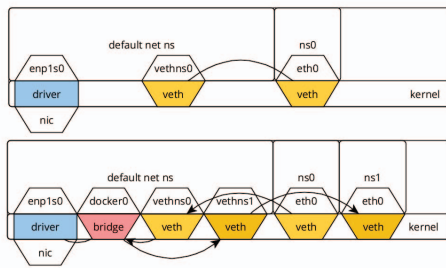 default net ns
ns0
enp1s0
vethns0
eth0
driver
veth
veth
kernel
nic
default net ns
ns0
ns1
enp1s0
docker0
vethns0
vethns1
eth0
eth0
driver
bridge
veth
veth
veth
veth
kernel
nic